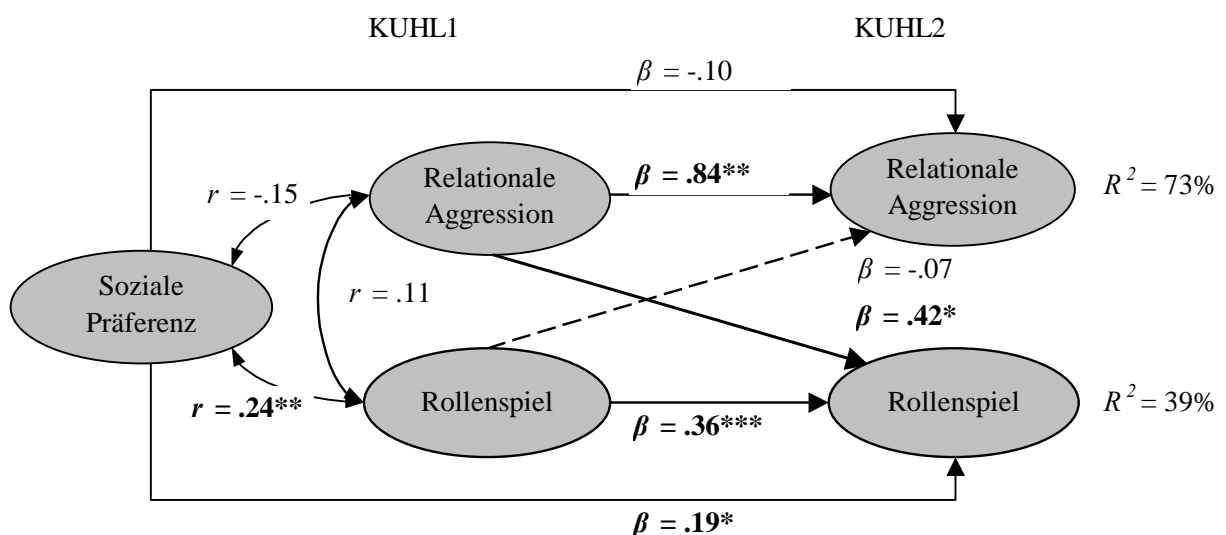 KUHL1
KUHL2
β = -.10
Relationale
Aggression
β = .84**
Relationale
Aggression
R² = 73%
r = -.15
Soziale
Präferenz
r = .11
β = -.07
β = .42*
r = .24**
Rollenspiel
β = .36***
Rollenspiel
R² = 39%
β = .19*